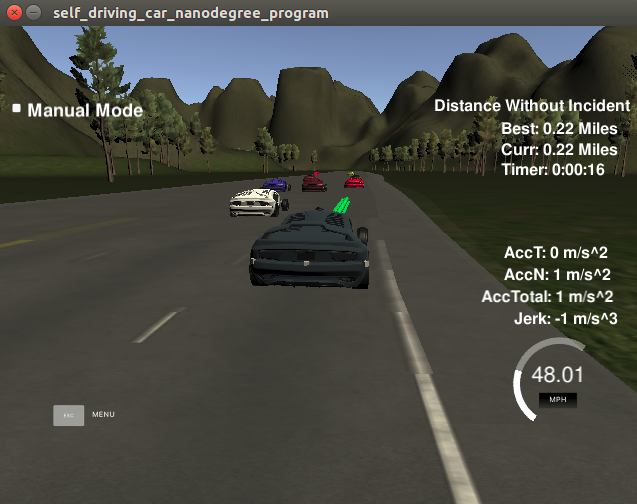 self_driving_car_nanodegree_program
Manual Mode
Distance Without Incident
Best: 0.22 Miles
Curr: 0.22 Miles
Timer: 0:00:16
AccT: 0 m/s^2
AccN: 1 m/s^2
AccTotal: 1 m/s^2
Jerk: -1 m/s^3
48.01
MPH
ESC MENU